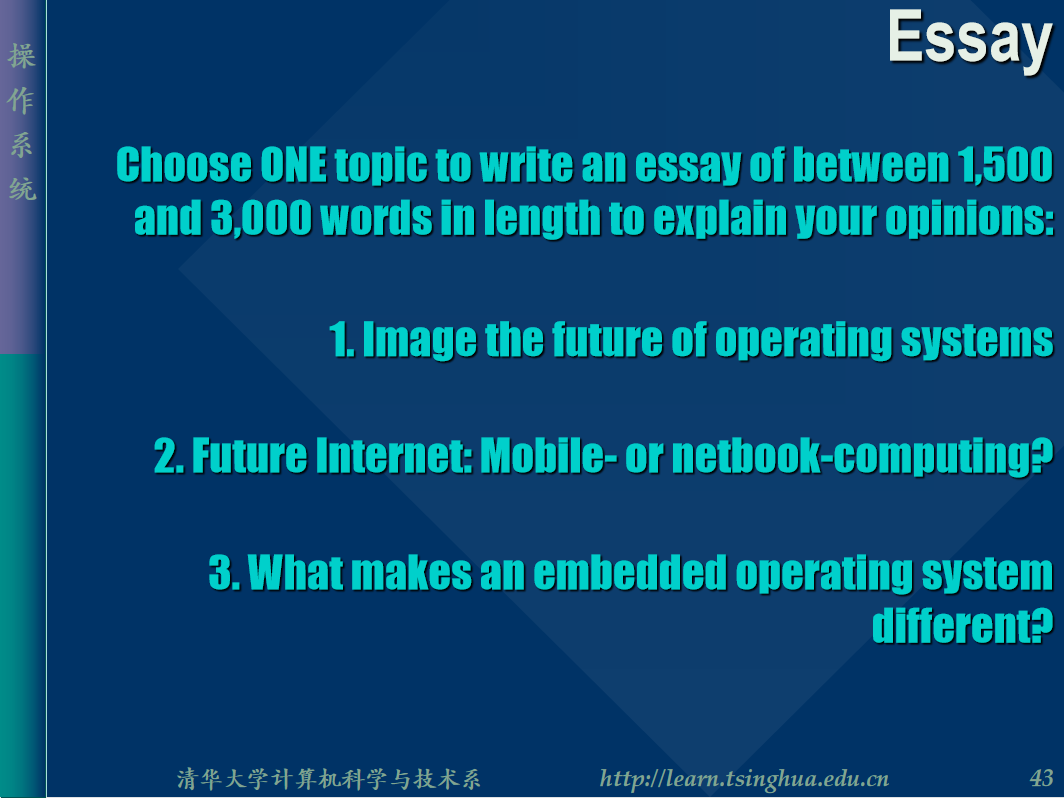 操
作
系
统
Essay
Choose ONE topic to write an essay of between 1,500
and 3,000 words in length to explain your opinions:
1. Image the future of operating systems
2. Future Internet: Mobile- or netbook-computing?
3. What makes an embedded operating system
different?
清华大学计算机科学与技术系 http://learn.tsinghua.edu.cn 43